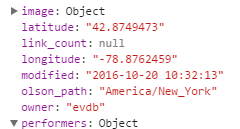 image: Object
latitude: "42.8749473"
link_count: null
longitude: "-78.8762459"
modified: "2016-10-20 10:32:13"
olson_path: "America/New_York"
owner: "evdb"
performers: Object